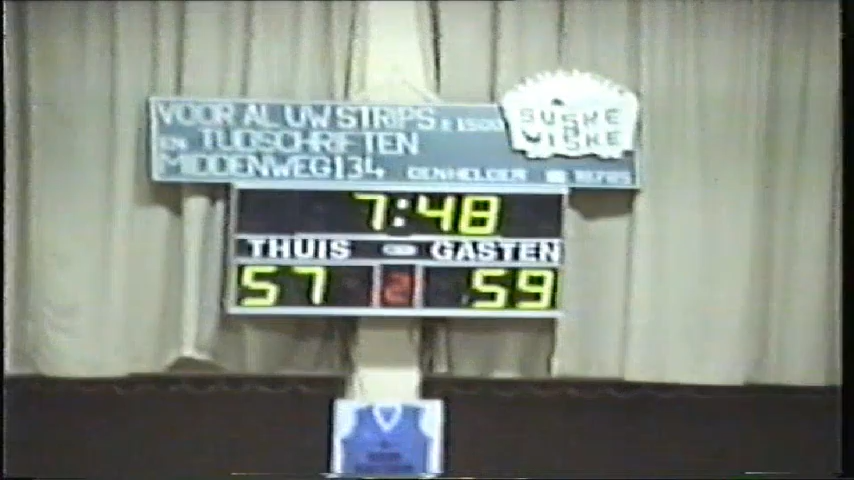 VOOR AL UW STRIPS
EN TIJDSCHRIFTEN
MIDDENWEG 134 DEN HELDER
SUSKE
WISKE
7:48
THUIS GASTEN
57 2 59